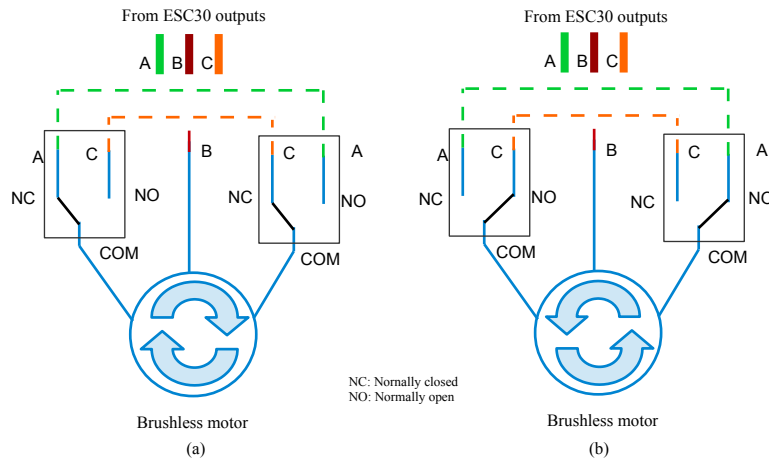 From ESC30 outputs
A B C
A C B C A
NC NO NC NO
COM COM
Brushless motor
(a)
From ESC30 outputs
A B C
A C B C A
NC NO NC NO
COM COM
NC: Normally closed
NO: Normally open
Brushless motor
(b)